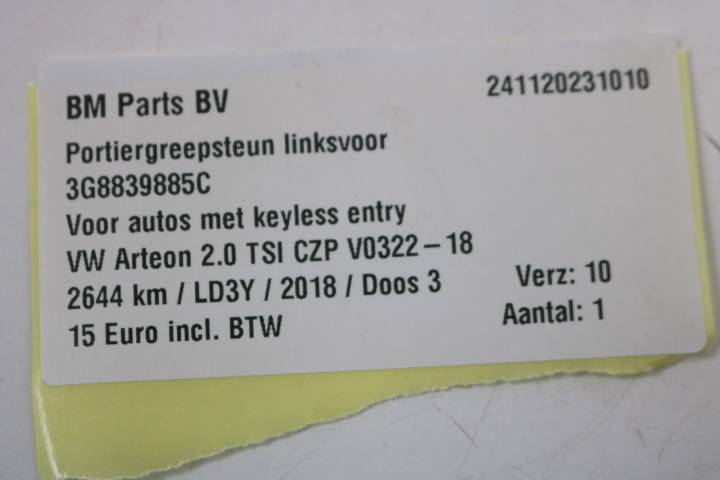 BM Parts BV
241120231010
Portiergreepsteun linksvoor
3G8839885C
Voor autos met keyless entry
VW Arteon 2.0 TSI CZP V0322 – 18
2644 km / LD3Y / 2018 / Doos 3
Verz: 10
15 Euro incl. BTW
Aantal: 1